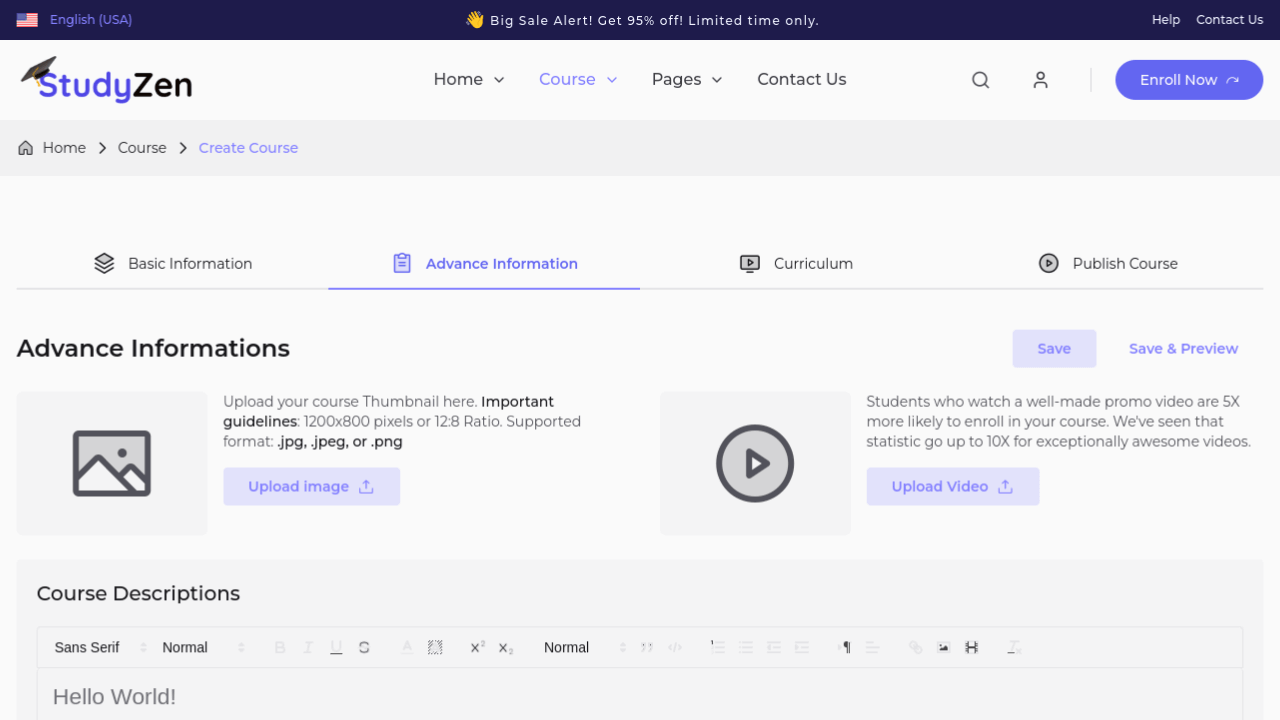 English (USA)
👋 Big Sale Alert! Get 95% off! Limited time only.
Help
Contact Us
StudyZen
Home
Course
Pages
Contact Us
Enroll Now
Home
Course
Create Course
Basic Information
Advance Information
Curriculum
Publish Course
Advance Informations
Save
Save & Preview
Upload your course Thumbnail here. Important
guidelines: 1200x800 pixels or 12:8 Ratio. Supported
format: .jpg, .jpeg, or .png
Upload image
Students who watch a well-made promo video are 5X
more likely to enroll in your course. We've seen that
statistic go up to 10X for exceptionally awesome videos.
Upload Video
Course Descriptions
Sans Serif
Normal
Normal
Hello World!